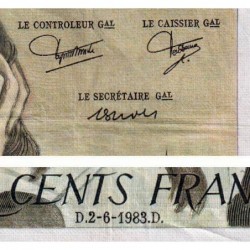 LE CONTROLEUR GAL LE CAISSIER GAL
LE SECRÉTAIRE GAL
CENTS FRAN
D.2-6-1983.D.